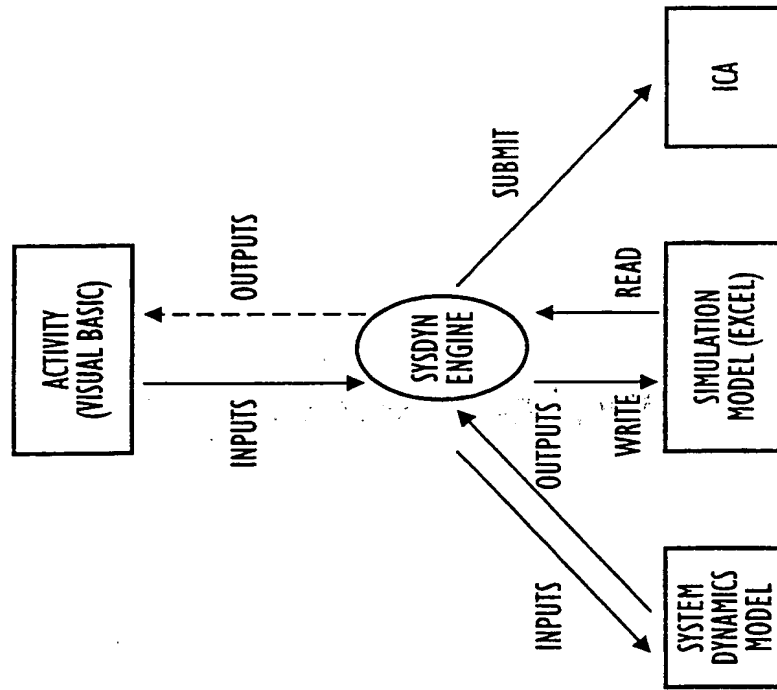 ACTIVITY
(VISUAL BASIC)
INPUTS
OUTPUTS
SYSDYN
ENGINE
SUBMIT
INPUTS
OUTPUTS
WRITE
READ
SYSTEM
DYNAMICS
MODEL
SIMULATION
MODEL (EXCEL)
ICA